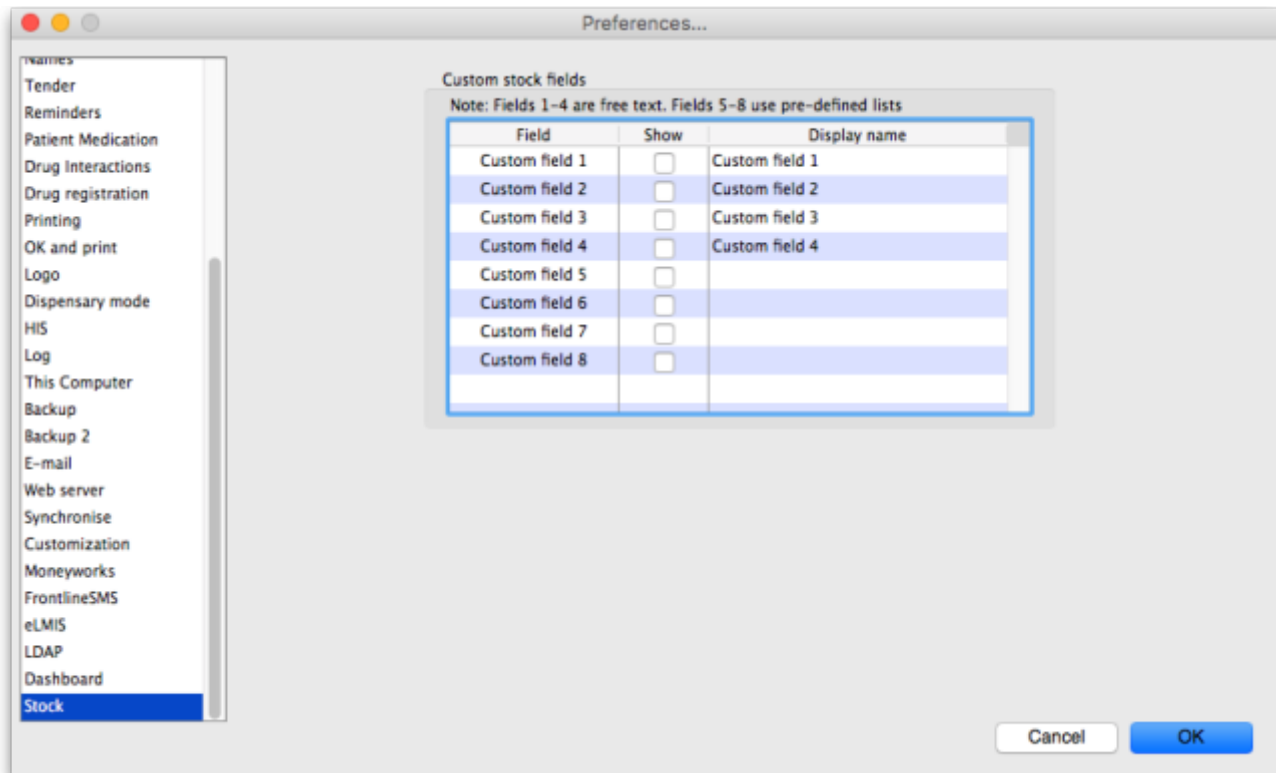 Preferences...
Names
Tender
Reminders
Patient Medication
Drug Interactions
Drug registration
Printing
OK and print
Logo
Dispensary mode
HIS
Log
This Computer
Backup
Backup 2
E-mail
Web server
Synchronise
Customization
Moneyworks
FrontlineSMS
eLMIS
LDAP
Dashboard
Stock
Custom stock fields
Note: Fields 1-4 are free text. Fields 5-8 use pre-defined lists
Field Show Display name
Custom field 1 Custom field 1
Custom field 2 Custom field 2
Custom field 3 Custom field 3
Custom field 4 Custom field 4
Custom field 5
Custom field 6
Custom field 7
Custom field 8
Cancel OK